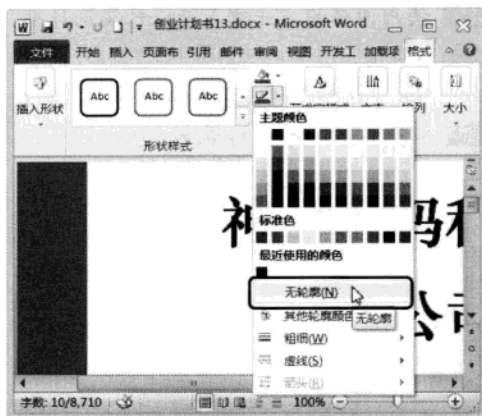 创业计划书13.docx - Microsoft Word
文件 开始 插入 页面布 引用 邮件 审阅 视图 开发工 加载项 格式
插入形状
Abc Abc Abc
大小
形状样式
主题颜色
标准色
最近使用的颜色
无轮廓(N)
其他轮廓颜色
无轮廓
粗细(W)
虚线(S)
箭头(R)
字数: 10/8,710
100%